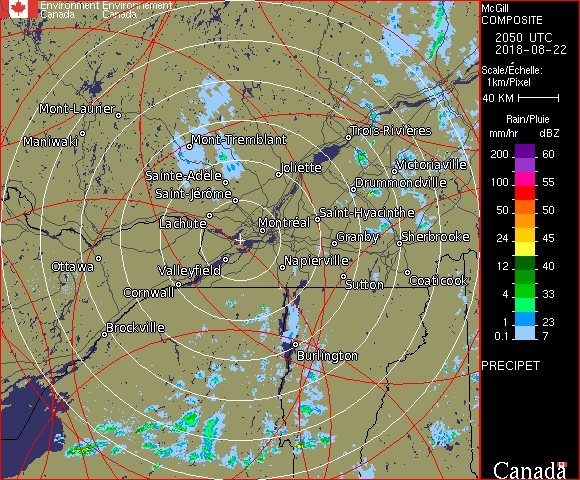 Environment Environnement
Canada Canada
McGill
COMPOSITE
2050 UTC
2018-08-22
Scale/Échelle:
1km/Pixel
40 KM
Rain/Pluie
mm/hr dBZ
200 60
100 55
50 50
24 45
12 40
4 33
1 23
0.1 7
PRECIPET
Canada
Mont-Laurier
Maniwaki
Mont-Tremblant
Trois-Rivières
Sainte-Adèle
Joliette
Victoriaville
Saint-Jérôme
Drummondville
Lachute
Montréal
Saint-Hyacinthe
Granby
Sherbrooke
Ottawa
Valleyfield
Napierville
Cornwall
Sutton
Coaticook
Brockville
Burlington